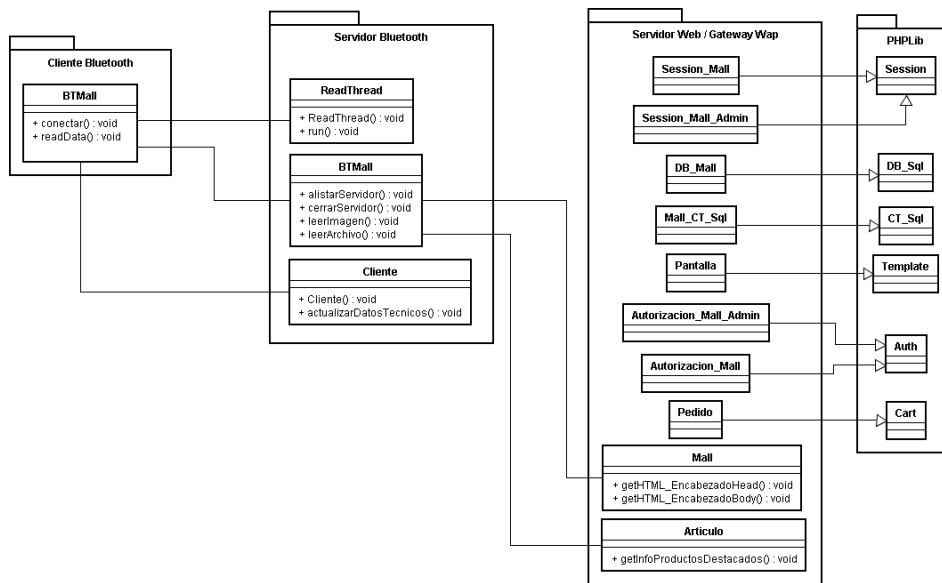 Cliente Bluetooth
BTMall
+ conectar() : void
+ readData() : void
Servidor Bluetooth
ReadThread
+ ReadThread() : void
+ run() : void
BTMall
+ alistarServidor() : void
+ cerrarServidor() : void
+ leerImagen() : void
+ leerArchivo() : void
Cliente
+ Cliente() : void
+ actualizarDatosTecnicos() : void
Servidor Web / Gateway Wap
Session_Mall
Session_Mall_Admin
DB_Mall
Mall_CT_Sql
Pantalla
Autorizacion_Mall_Admin
Autorizacion_Mall
Pedido
Mall
+ getHTML_EncabezadoHead() : void
+ getHTML_EncabezadoBody() : void
Articulo
+ getInfoProductosDestacados() : void
PHPLib
Session
DB_Sql
CT_Sql
Template
Auth
Cart